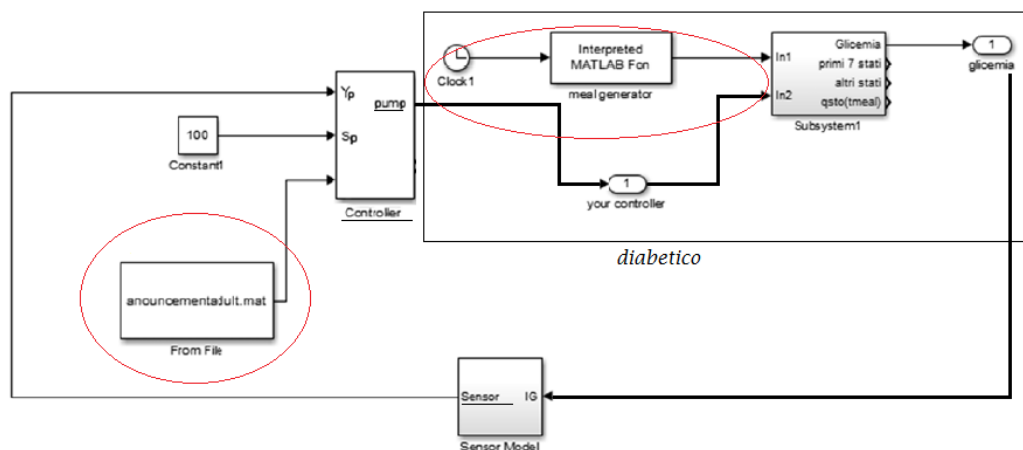 Clock1
Interpreted
MATLAB Fcn
meal generator
In1
In2
Glicemia
primi 7 stati
altri stati
qsto(tmeal)
Subsystem1
1
glicemia
Yp
Sp
pump
Controller
100
Constant1
1
your controller
diabetico
anouncementadult.mat
From File
Sensor
IG
Sensor Model